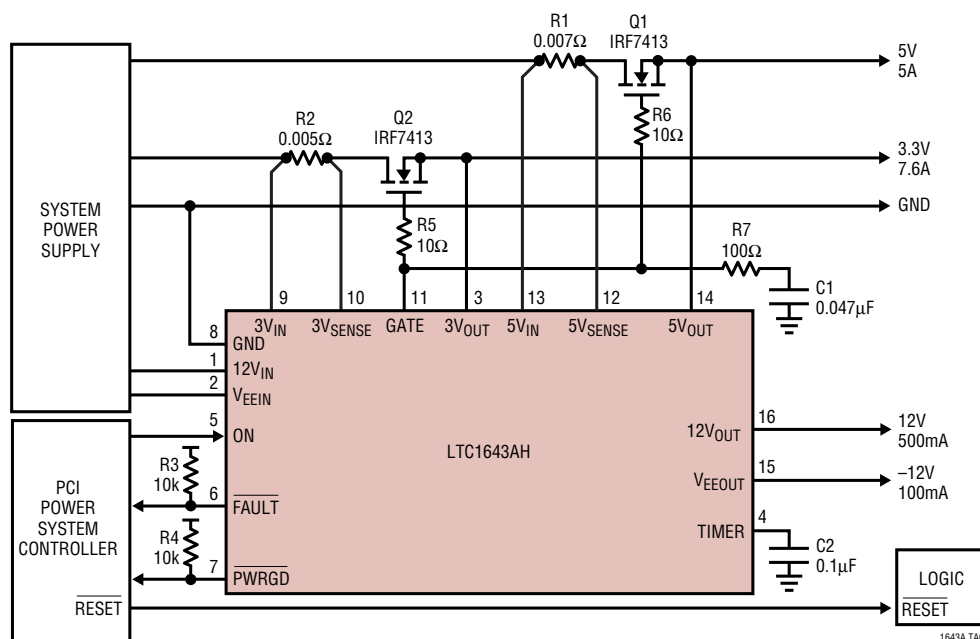 R1
0.007Ω
Q1
IRF7413
5V
5A
R2
0.005Ω
Q2
IRF7413
R6
10Ω
3.3V
7.6A
SYSTEM
POWER
SUPPLY
GND
R5
10Ω
R7
100Ω
C1
0.047µF
9
10
11
3
13
12
14
3VIN
3VSENSE
GATE
3VOUT
5VIN
5VSENSE
5VOUT
8
GND
1
12VIN
2
VEEIN
5
ON
LTC1643AH
12VOUT
16
12V
500mA
VEEOUT
15
–12V
100mA
R3
10k
6
FAULT
PCI
POWER
SYSTEM
CONTROLLER
R4
10k
7
PWRGD
TIMER
4
C2
0.1µF
RESET
LOGIC
RESET